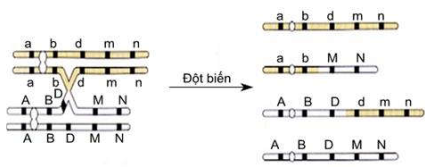 a b d m n
a b d m n
D
A B M N
A B D M N
Đột biến
a b d m n
a b M N
A B D d m n
A B D M N